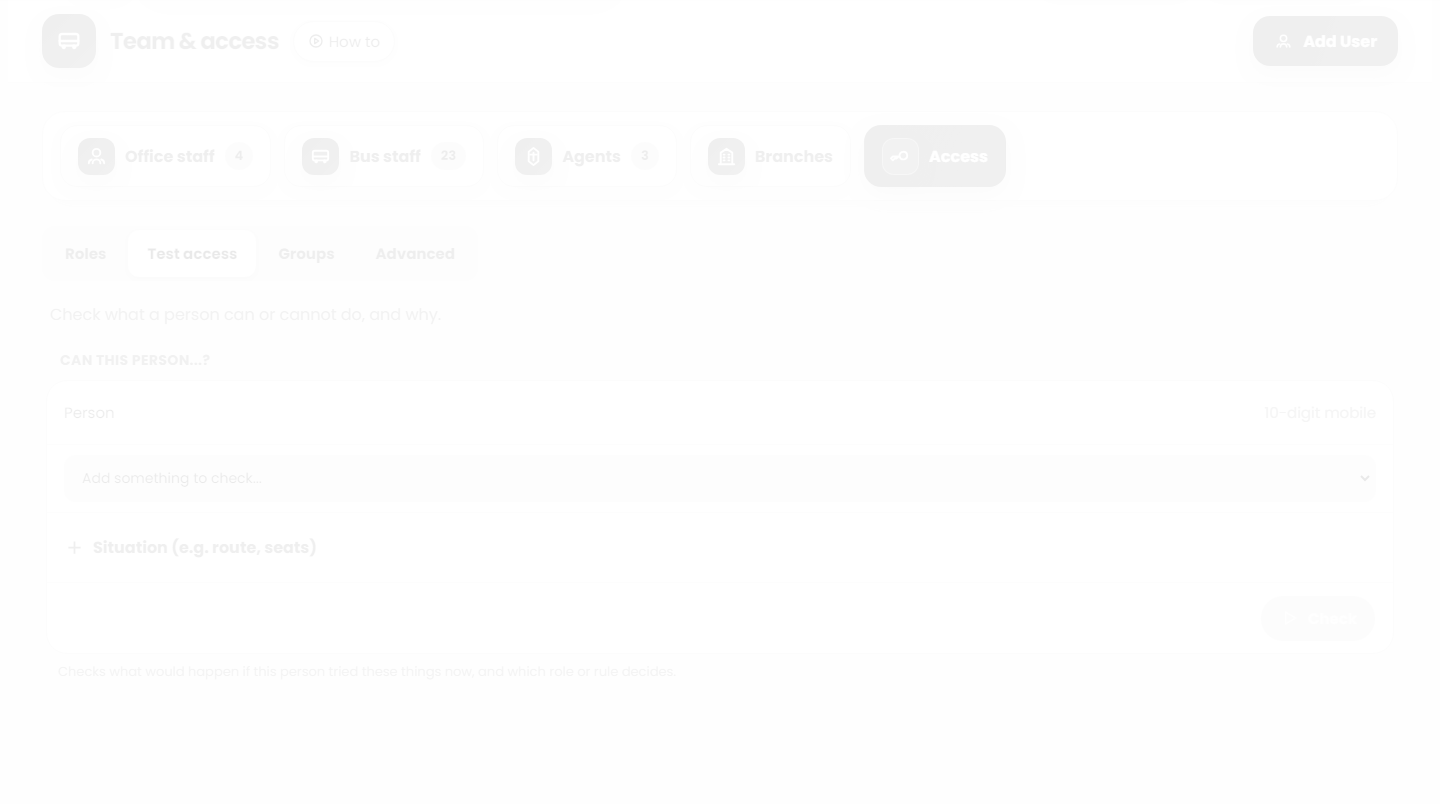 Team & access
How to
Add User
Office staff 4
Bus staff 23
Agents 3
Branches
Access
Roles
Test access
Groups
Advanced
Check what a person can or cannot do, and why.
CAN THIS PERSON...?
Person
10-digit mobile
Add something to check...
Situation (e.g. route, seats)
Check
Checks what would happen if this person tried these things now, and which role or rule decides.